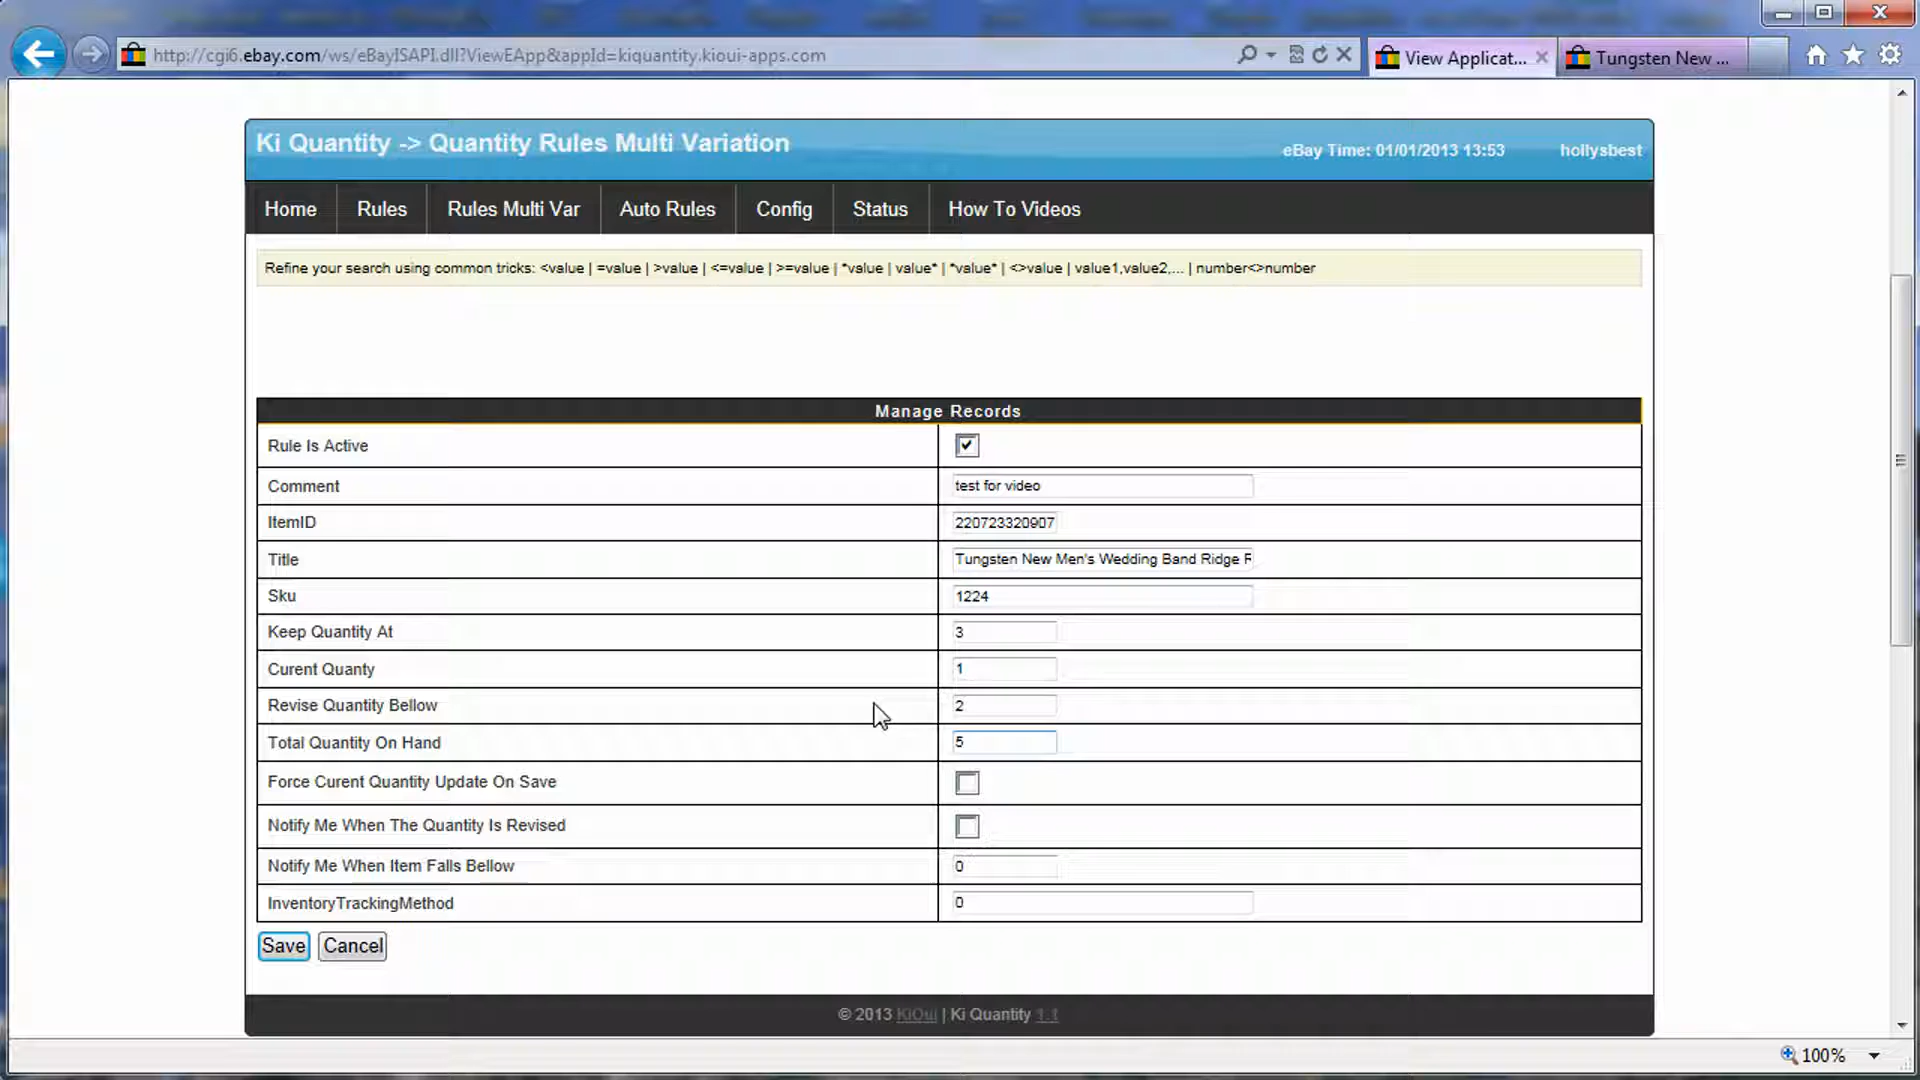 http://cgi6.ebay.com/ws/eBayISAPI.dll?ViewEApp&appId=kiquantity.kioui-apps.com
View Applicat...
Tungsten New ...
Ki Quantity -> Quantity Rules Multi Variation
eBay Time: 01/01/2013 13:53
hollysbest
Home
Rules
Rules Multi Var
Auto Rules
Config
Status
How To Videos
Refine your search using common tricks: <value | =value | >value | <=value | >=value | *value | value* | *value* | <>value | value1,value2,... | number<>number
Manage Records
Rule Is Active
Comment test for video
ItemID 220723320907
Title Tungsten New Men's Wedding Band Ridge R
Sku 1224
Keep Quantity At 3
Curent Quanty 1
Revise Quantity Bellow 2
Total Quantity On Hand 5
Force Curent Quantity Update On Save
Notify Me When The Quantity Is Revised
Notify Me When Item Falls Bellow 0
InventoryTrackingMethod 0
Save Cancel
© 2013 KiOui | Ki Quantity 1.1
100%